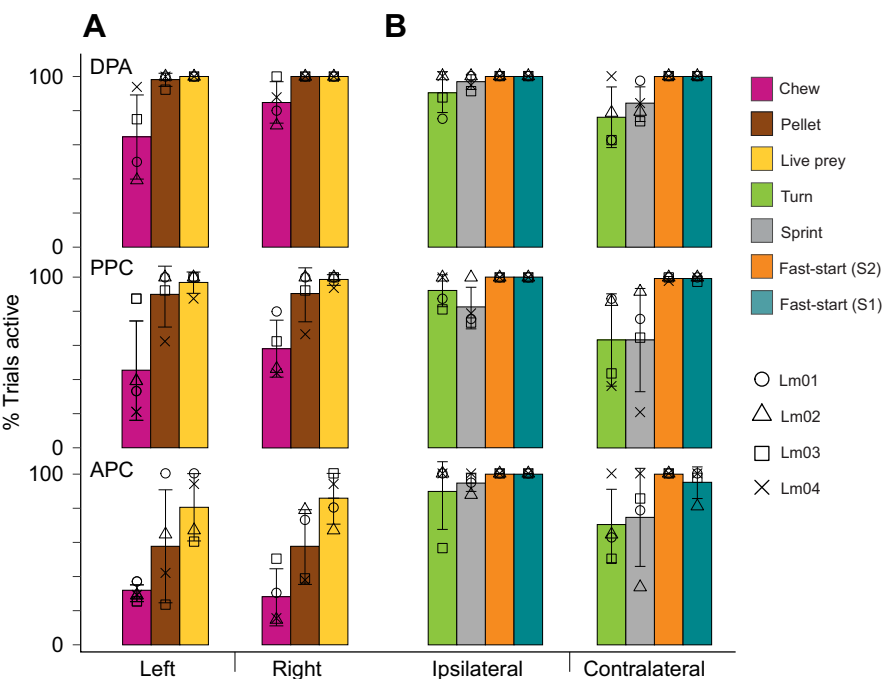 A
B
DPA
100
0
PPC
100
0
APC
100
0
% Trials active
Left
Right
Ipsilateral
Contralateral
Chew
Pellet
Live prey
Turn
Sprint
Fast-start (S2)
Fast-start (S1)
Lm01
Lm02
Lm03
Lm04